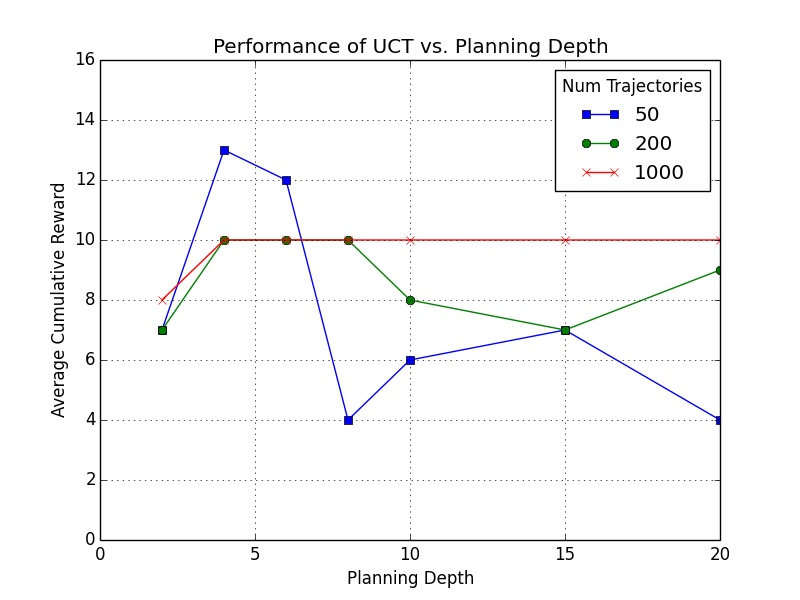 Performance of UCT vs. Planning Depth
Num Trajectories
50
200
1000
Average Cumulative Reward
16
14
12
10
8
6
4
2
0
0 5 10 15 20
Planning Depth